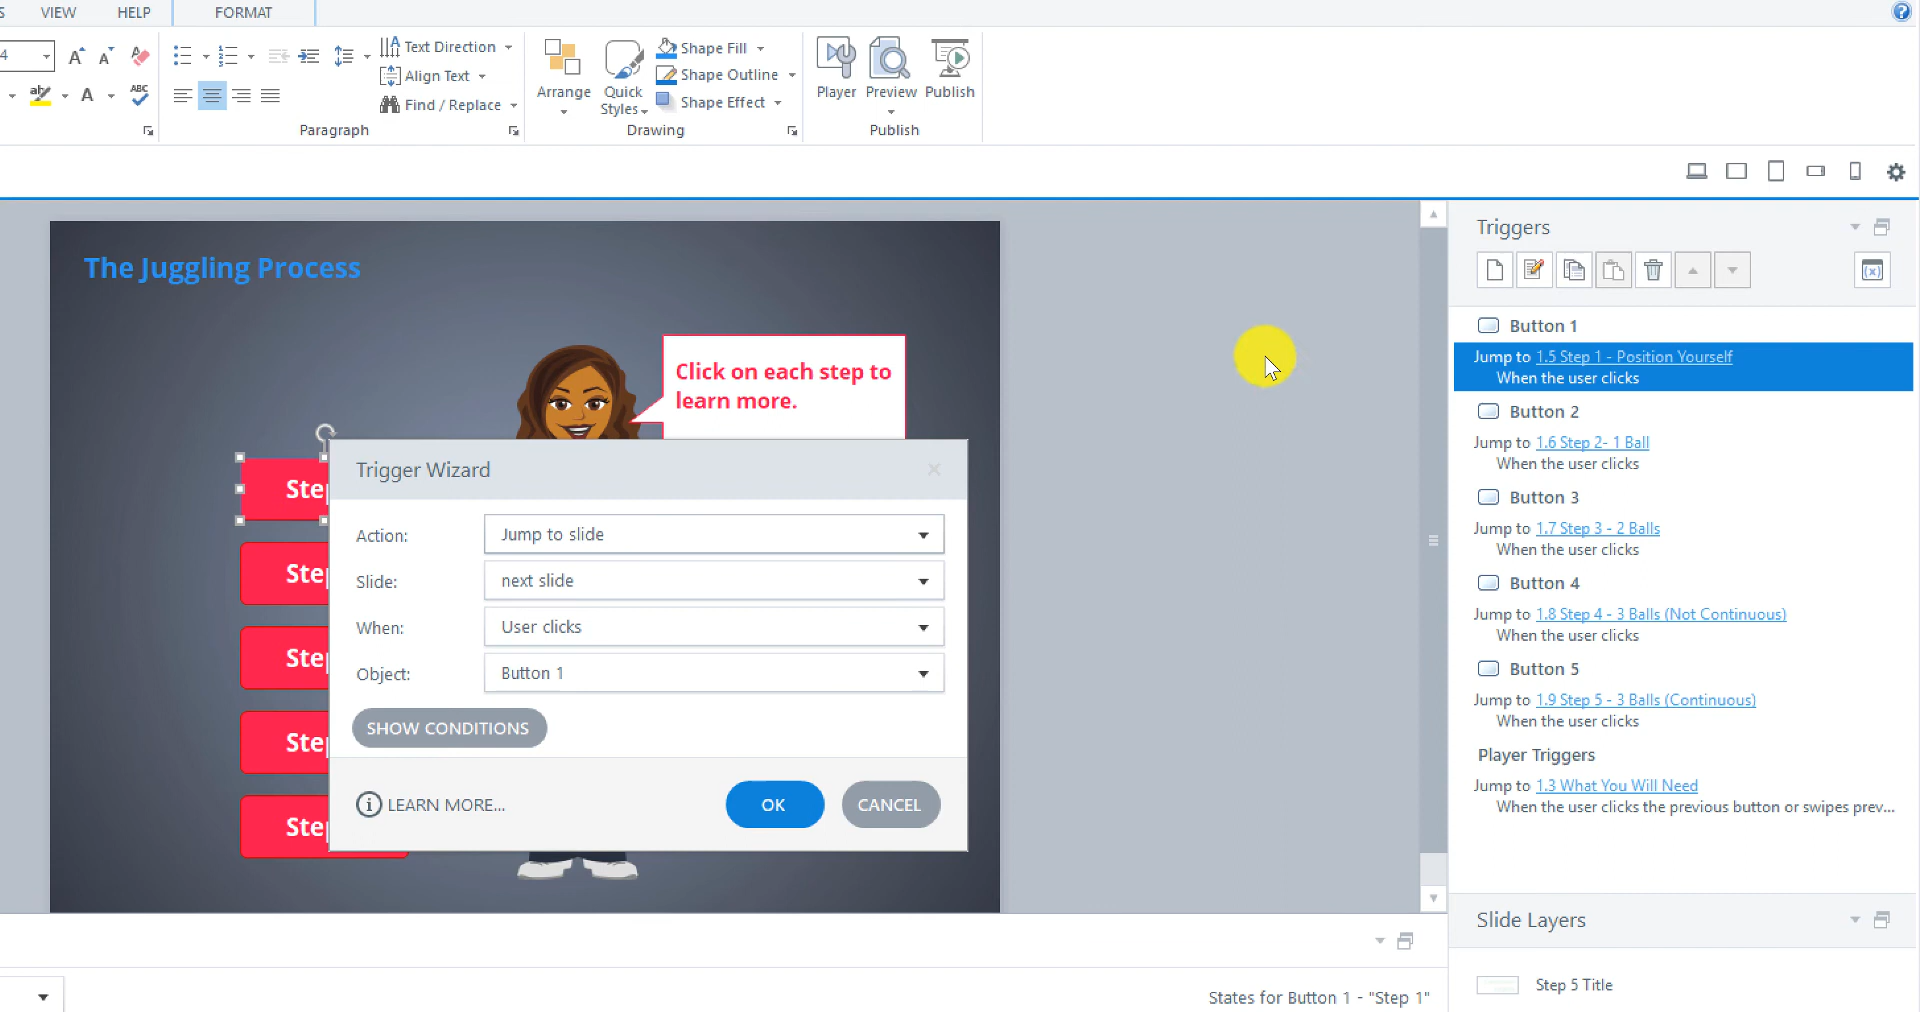 VIEW HELP FORMAT
4 Text Direction Shape Fill
Align Text Arrange Quick Styles Shape Outline Player Preview Publish
ABC Find / Replace Shape Effect
Paragraph Drawing Publish
The Juggling Process
Click on each step to
learn more.
Trigger Wizard
Action: Jump to slide
Slide: next slide
When: User clicks
Object: Button 1
SHOW CONDITIONS
LEARN MORE... OK CANCEL
Triggers
Button 1
Jump to 1.5 Step 1 - Position Yourself
When the user clicks
Button 2
Jump to 1.6 Step 2- 1 Ball
When the user clicks
Button 3
Jump to 1.7 Step 3 - 2 Balls
When the user clicks
Button 4
Jump to 1.8 Step 4 - 3 Balls (Not Continuous)
When the user clicks
Button 5
Jump to 1.9 Step 5 - 3 Balls (Continuous)
When the user clicks
Player Triggers
Jump to 1.3 What You Will Need
When the user clicks the previous button or swipes prev...
Slide Layers
Step 5 Title
States for Button 1 - "Step 1"